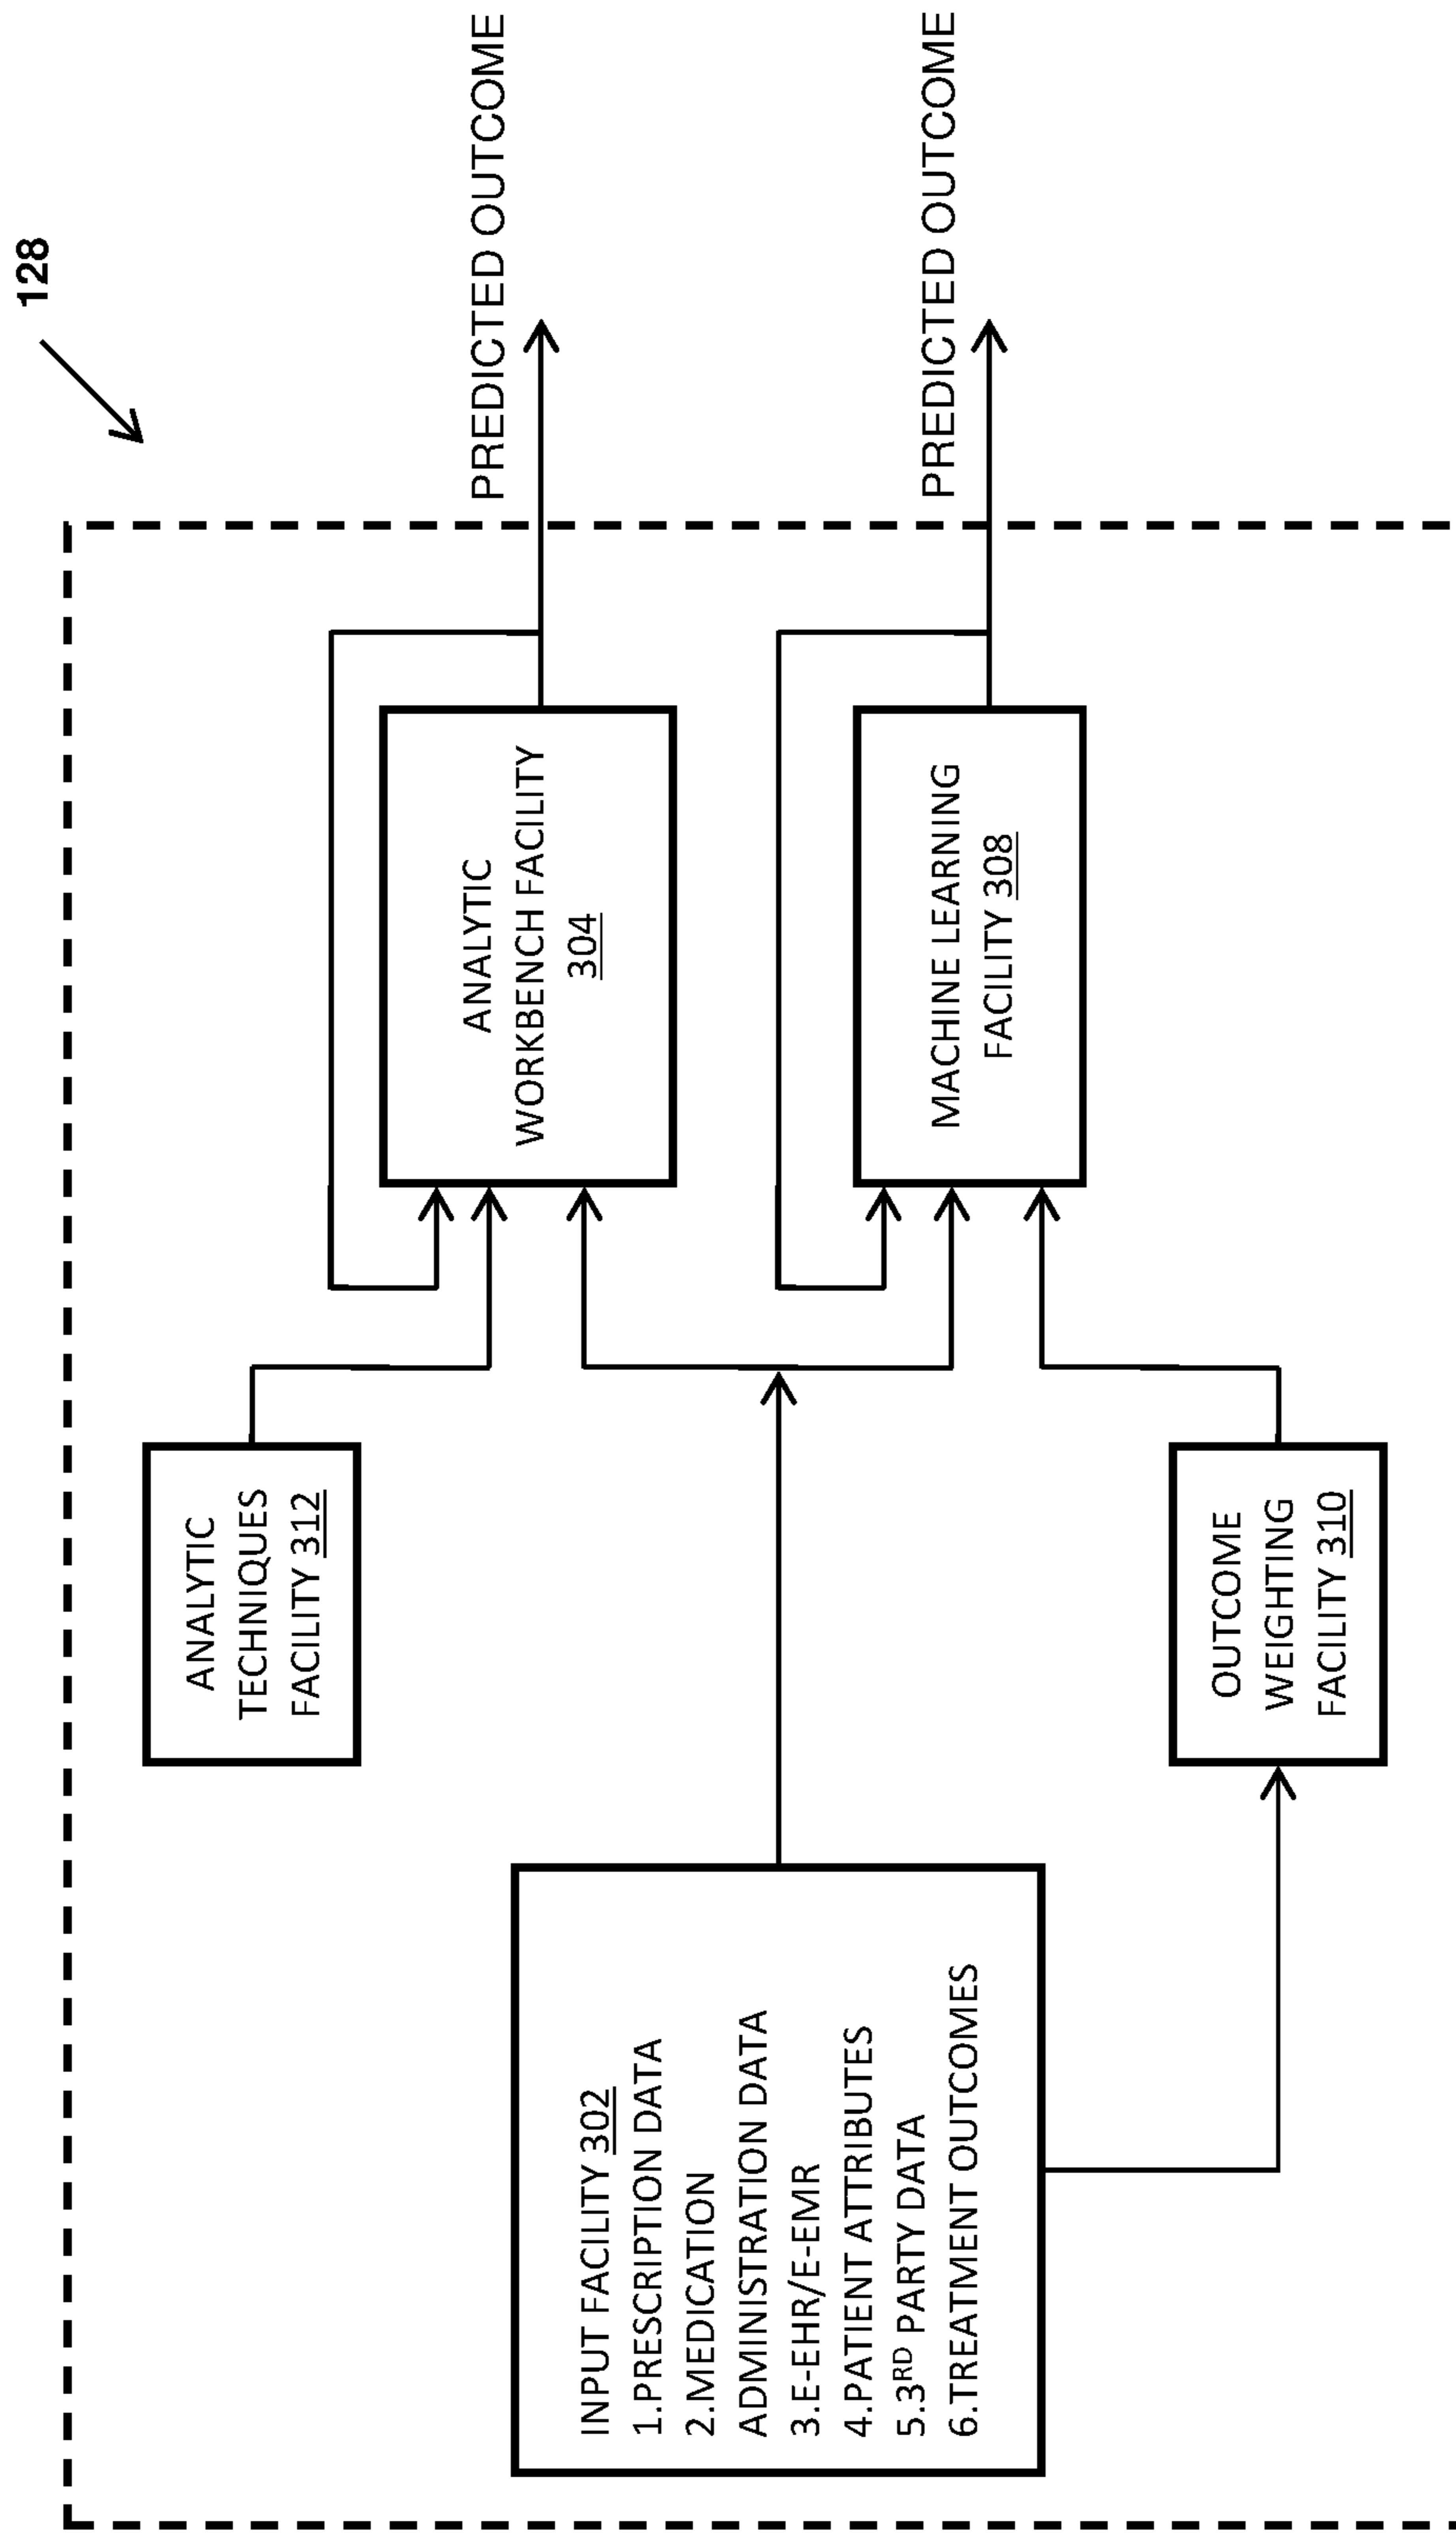 128
ANALYTIC
TECHNIQUES
FACILITY 312
ANALYTIC
WORKBENCH FACILITY
304
PREDICTED OUTCOME
INPUT FACILITY 302
1.PRESCRIPTION DATA
2.MEDICATION
ADMINISTRATION DATA
3.E-EHR/E-EMR
4.PATIENT ATTRIBUTES
5.3RD PARTY DATA
6.TREATMENT OUTCOMES
MACHINE LEARNING
FACILITY 308
PREDICTED OUTCOME
OUTCOME
WEIGHTING
FACILITY 310